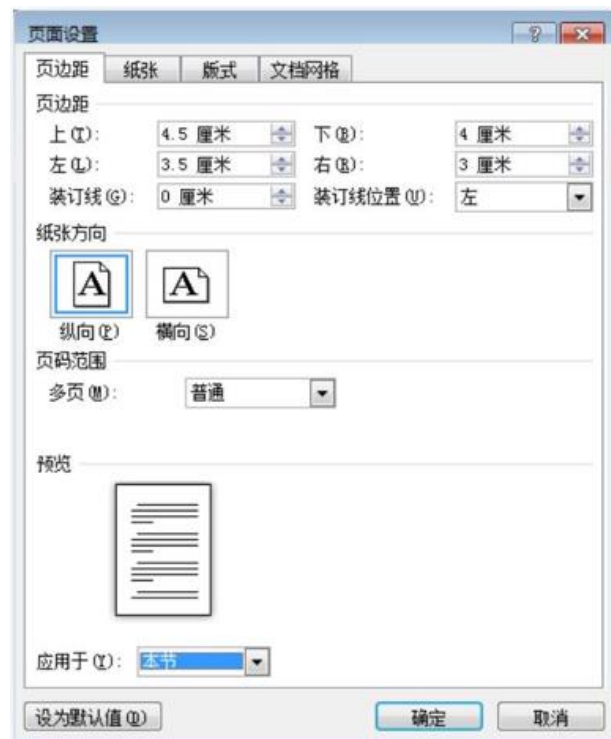 页面设置
页边距 纸张 版式 文档网格
页边距
上(T): 4.5 厘米 下(B): 4 厘米
左(L): 3.5 厘米 右(R): 3 厘米
装订线(G): 0 厘米 装订线位置(U): 左
纸张方向
A A
纵向(P) 横向(S)
页码范围
多页(M): 普通
预览
应用于(Y): 本节
设为默认值(D) 确定 取消